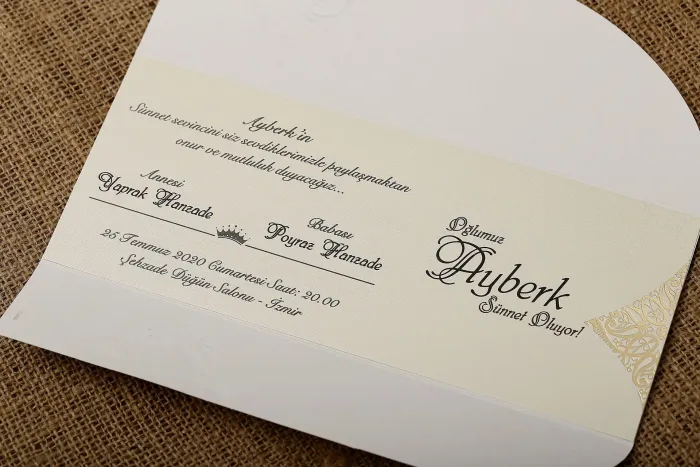 Ayberk'in
Sünnet sevincini siz sevdiklerimizle paylaşmaktan
onur ve mutluluk duyacağız...
Annesi
Yaprak Hanzade
Babası
Poyraz Hanzade
25 Temmuz 2020 Cumartesi Saat: 20.00
Şehzade Düğün Salonu - İzmir
Oğlumuz
Ayberk
Sünnet Oluyor!